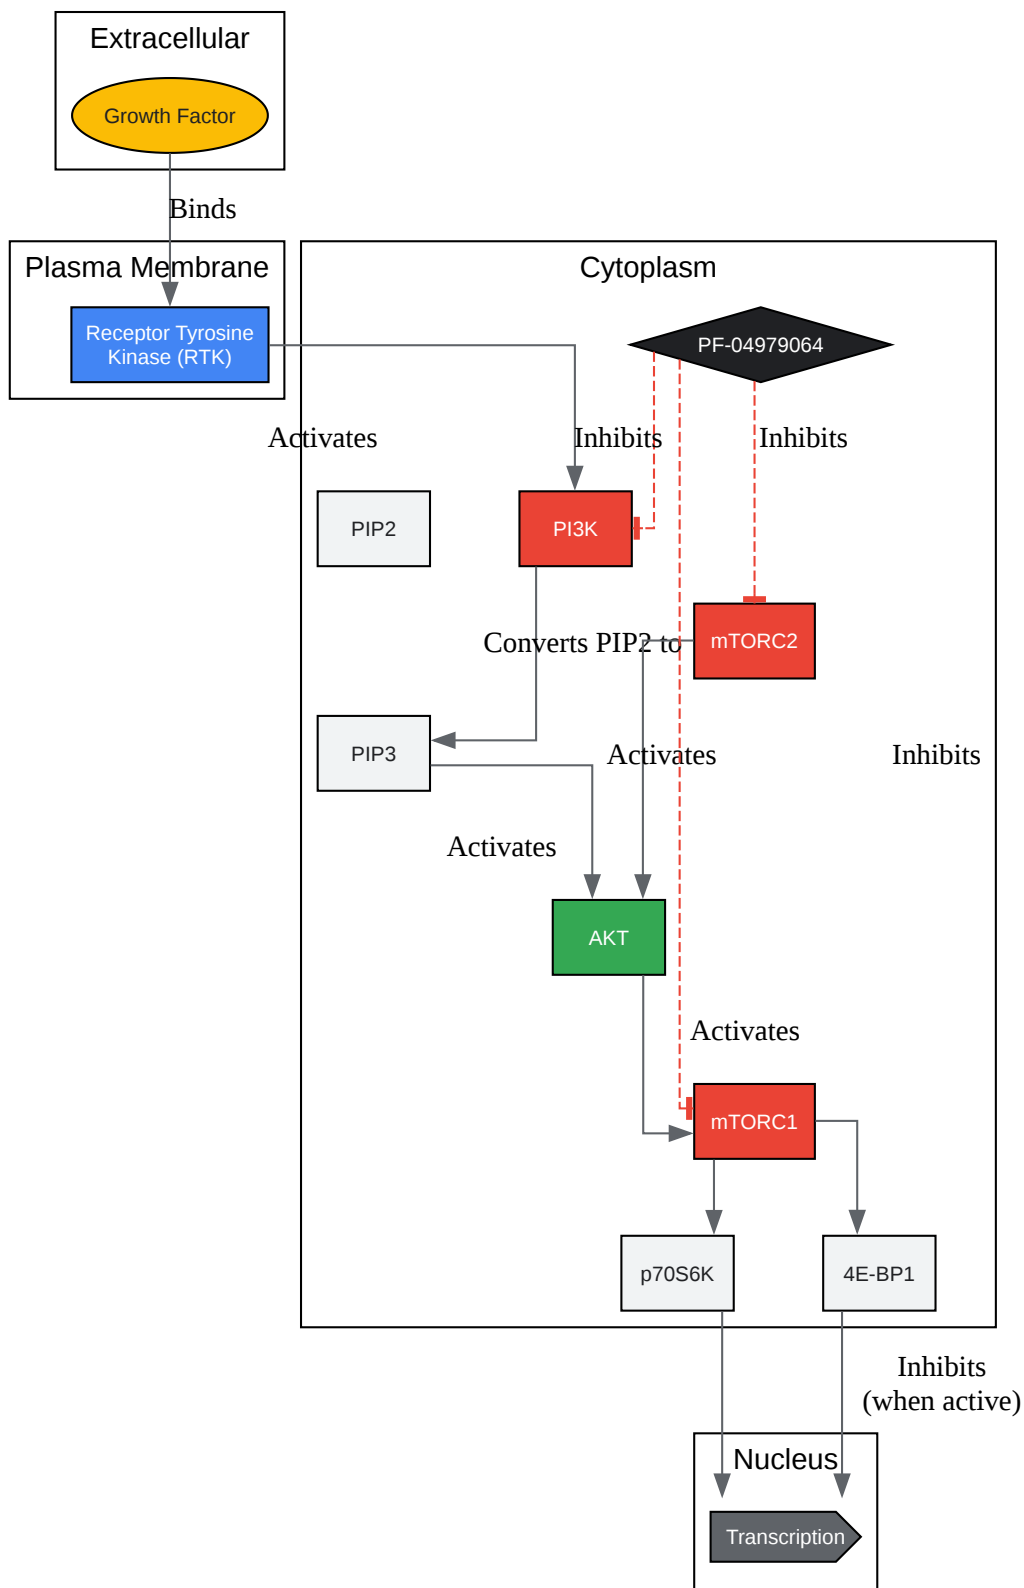 Extracellular
Growth Factor
Binds
Plasma Membrane
Cytoplasm
Receptor Tyrosine
Kinase (RTK)
PF-04979064
Activates
Inhibits
Inhibits
PIP2
PI3K
Converts PIP2 to
mTORC2
PIP3
Activates
Inhibits
Activates
AKT
Activates
mTORC1
p70S6K
4E-BP1
Inhibits
(when active)
Nucleus
Transcription